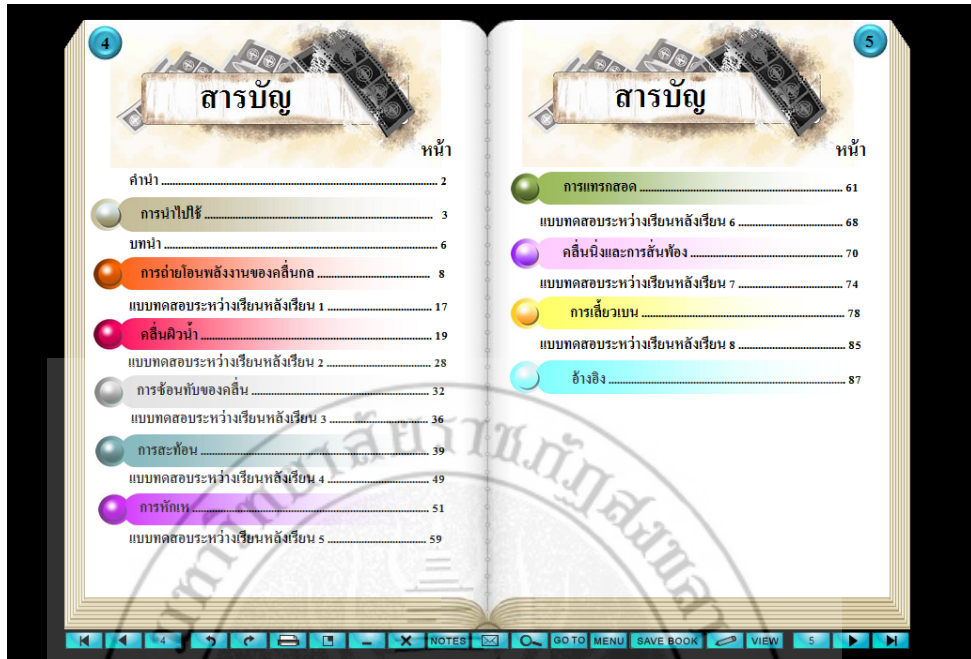 4
สารบัญ
หน้า
คำนำ ........ 2
การนำไปใช้ ........ 3
บทนำ ........ 6
การถ่ายโอนพลังงานของคลื่นกล ........ 8
แบบทดสอบระหว่างเรียนหลังเรียน 1 ........ 17
คลื่นผิวน้ำ ........ 19
แบบทดสอบระหว่างเรียนหลังเรียน 2 ........ 28
การซ้อนทับของคลื่น ........ 32
แบบทดสอบระหว่างเรียนหลังเรียน 3 ........ 36
การสะท้อน ........ 39
แบบทดสอบระหว่างเรียนหลังเรียน 4 ........ 49
การหักเห ........ 51
แบบทดสอบระหว่างเรียนหลังเรียน 5 ........ 59
5
สารบัญ
หน้า
การแทรกสอด ........ 61
แบบทดสอบระหว่างเรียนหลังเรียน 6 ........ 68
คลื่นนิ่งและการสั่นพ้อง ........ 70
แบบทดสอบระหว่างเรียนหลังเรียน 7 ........ 74
การเลี้ยวเบน ........ 78
แบบทดสอบระหว่างเรียนหลังเรียน 8 ........ 85
อ้างอิง ........ 87
4 NOTES GO TO MENU SAVE BOOK VIEW 5